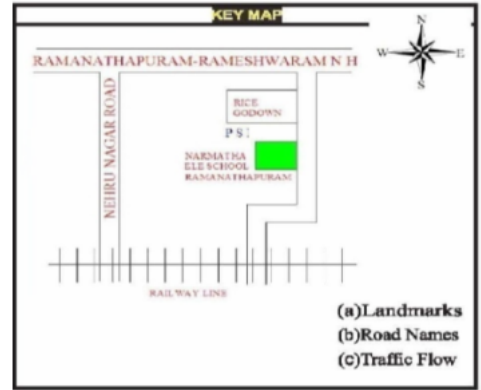 KEY MAP
N
W
E
S
RAMANATHAPURAM-RAMESHWARAM N H
NEHRU NAGAR ROAD
RICE
GODOWN
P S I
NARMATHA
ELE SCHOOL
RAMANATHAPURAM
RAILWAY LINE
(a)Landmarks
(b)Road Names
(c)Traffic Flow